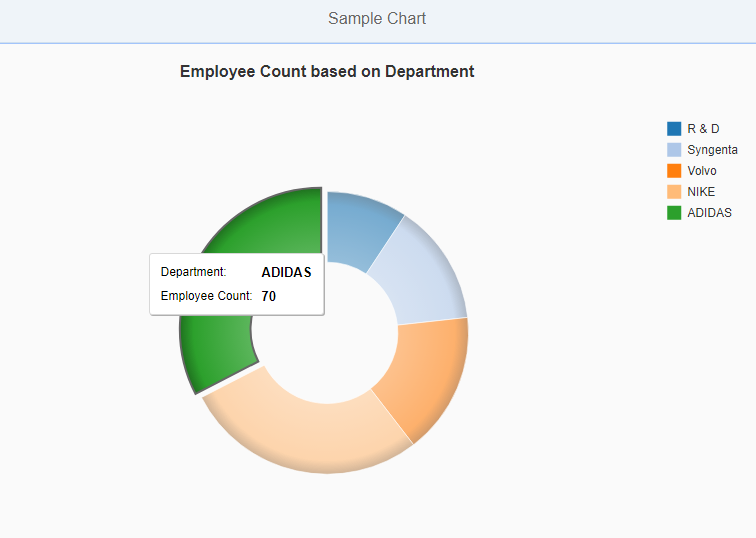 Sample Chart
Employee Count based on Department
R & D
Syngenta
Volvo
NIKE
ADIDAS
Department: ADIDAS
Employee Count: 70